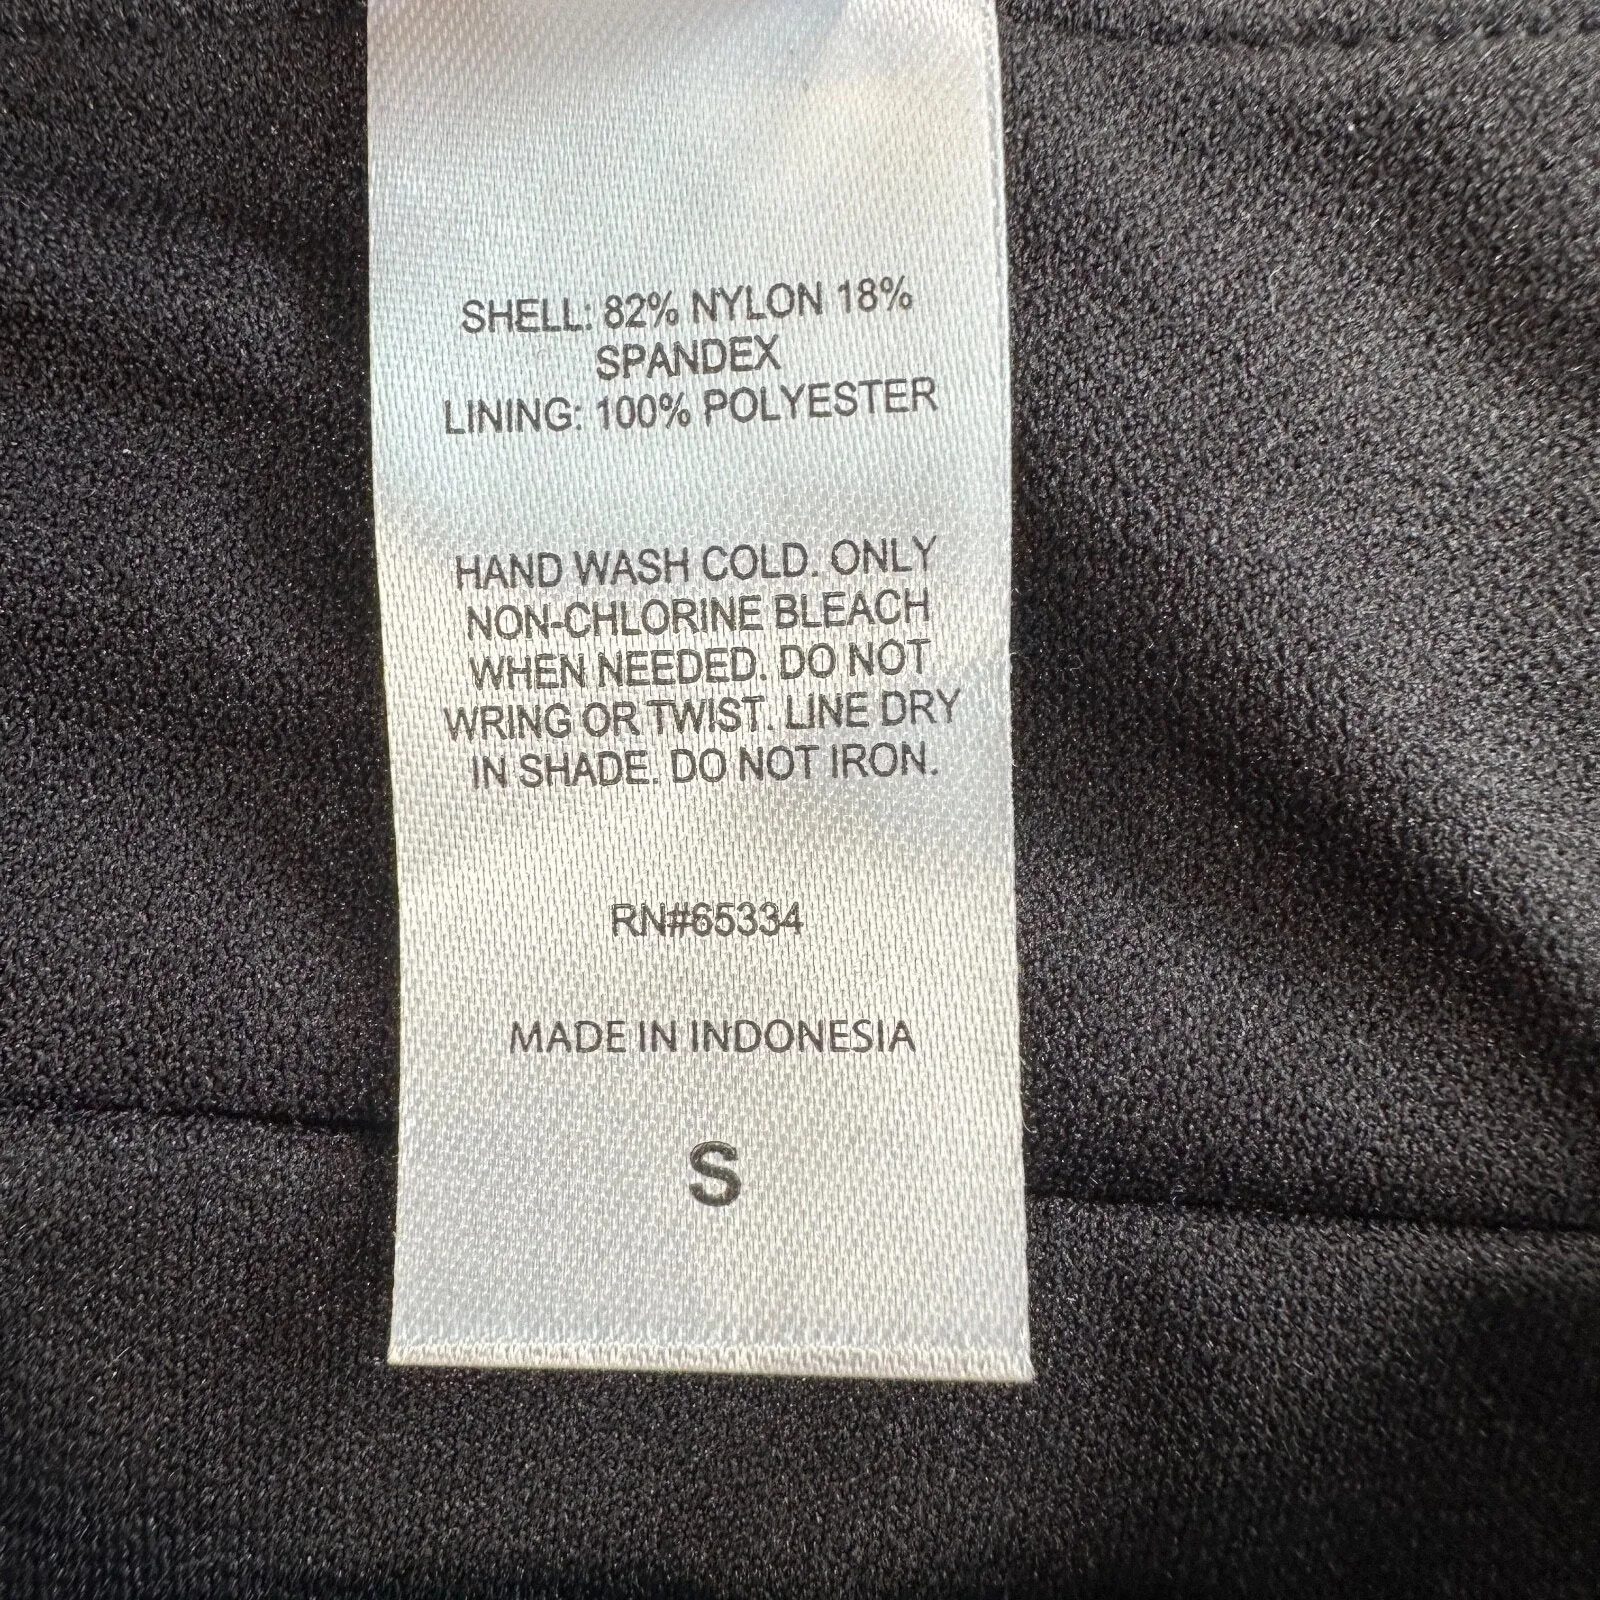 SHELL: 82% NYLON 18%
SPANDEX
LINING: 100% POLYESTER
HAND WASH COLD. ONLY
NON-CHLORINE BLEACH
WHEN NEEDED. DO NOT
WRING OR TWIST. LINE DRY
IN SHADE. DO NOT IRON.
RN#65334
MADE IN INDONESIA
S